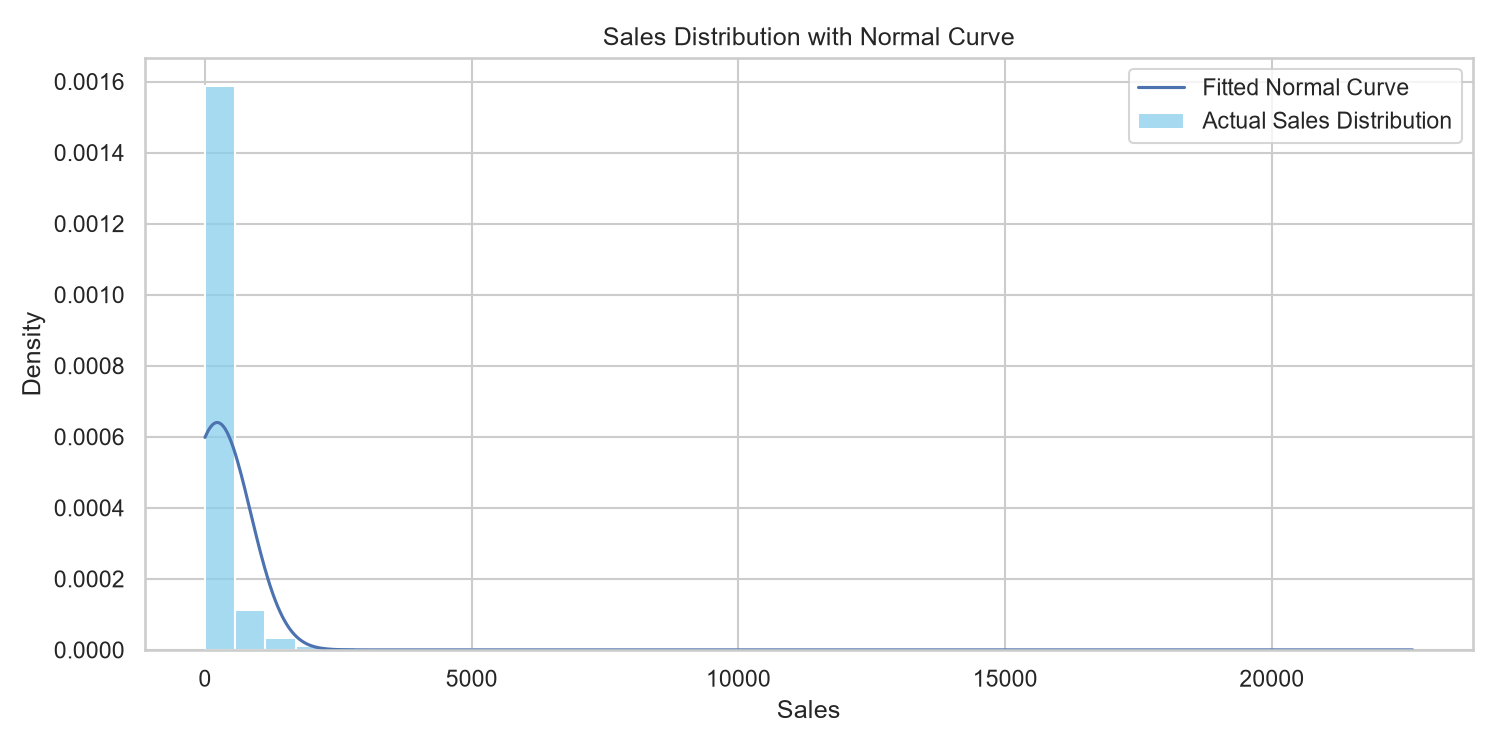 Sales Distribution with Normal Curve
Fitted Normal Curve
Actual Sales Distribution
0.0016
0.0014
0.0012
0.0010
0.0008
0.0006
0.0004
0.0002
0.0000
Density
0 5000 10000 15000 20000
Sales